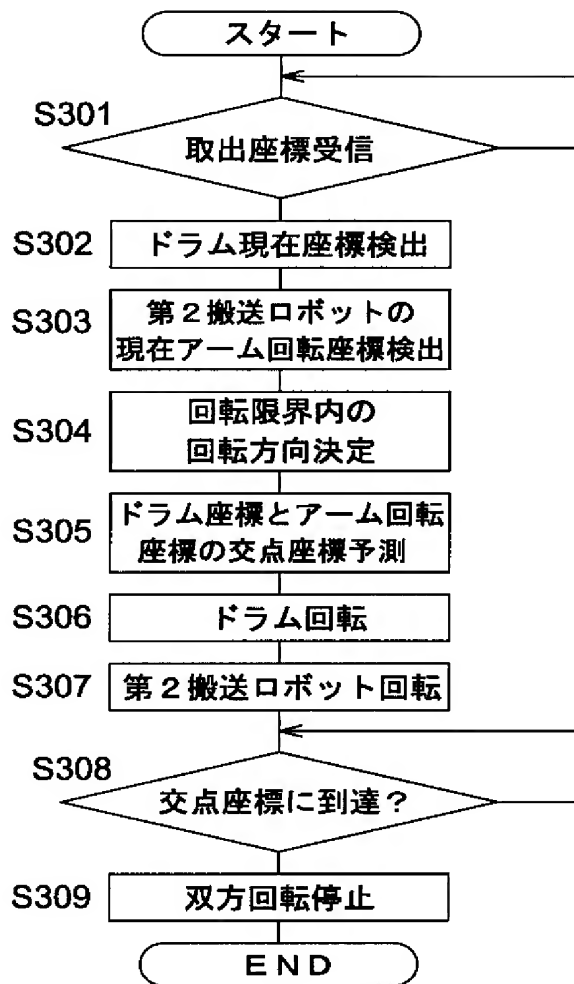 スタート
S301
取出座標受信
S302
ドラム現在座標検出
S303
第2搬送ロボットの
現在アーム回転座標検出
S304
回転限界内の
回転方向決定
S305
ドラム座標とアーム回転
座標の交点座標予測
S306
ドラム回転
S307
第2搬送ロボット回転
S308
交点座標に到達?
S309
双方回転停止
END